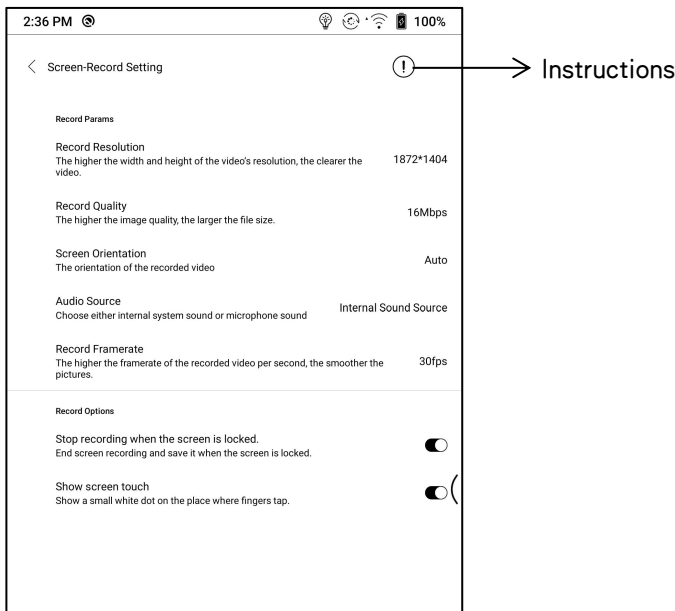 2:36 PM 100%
Screen-Record Setting
Instructions
Record Params
Record Resolution
The higher the width and height of the video's resolution, the clearer the
video.
1872*1404
Record Quality
The higher the image quality, the larger the file size.
16Mbps
Screen Orientation
The orientation of the recorded video
Auto
Audio Source
Choose either internal system sound or microphone sound
Internal Sound Source
Record Framerate
The higher the framerate of the recorded video per second, the smoother the
pictures.
30fps
Record Options
Stop recording when the screen is locked.
End screen recording and save it when the screen is locked.
Show screen touch
Show a small white dot on the place where fingers tap.